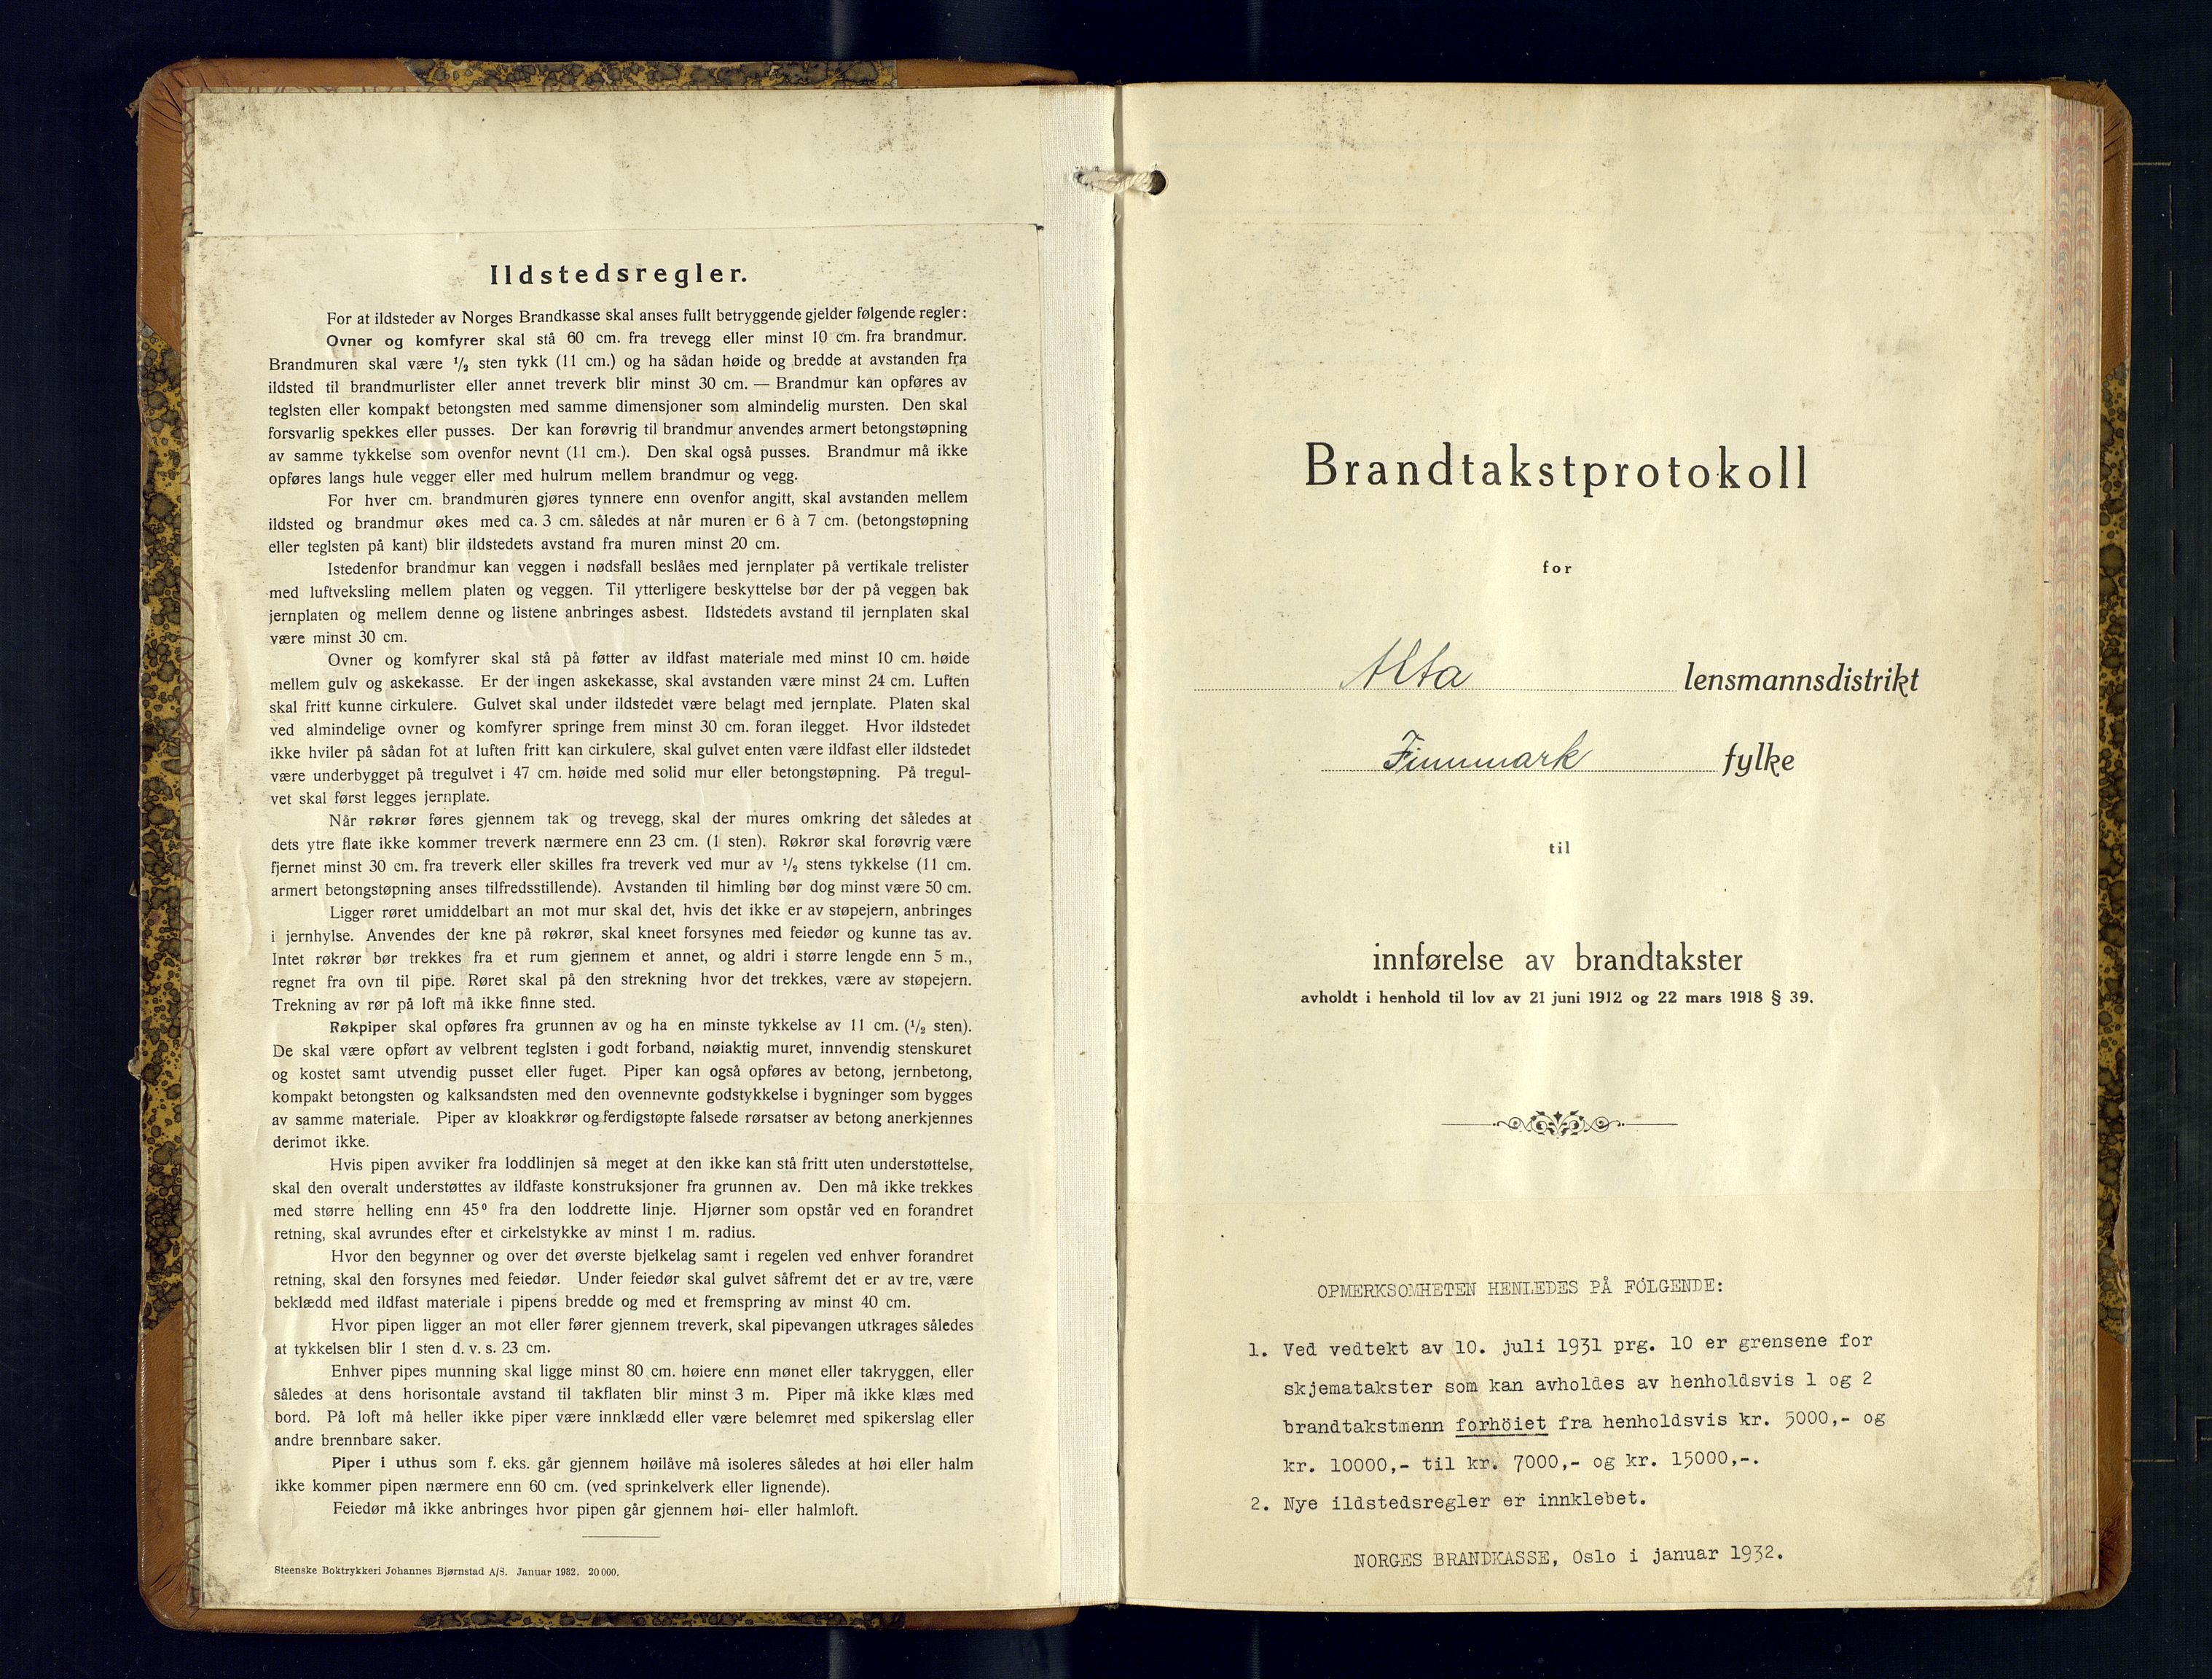 Ildstedsregler.
For at ildsteder av Norges Brandkasse skal anses fullt betryggende gjelder følgende regler:
Ovner og komfyrer skal stå 60 cm. fra trevegg eller minst 10 cm. fra brandmur.
Brandmuren skal være ½ sten tykk (11 cm.) og ha sådan høide og bredde at avstanden fra
ildsted til brandmurlister eller annet treverk blir minst 30 cm. — Brandmur kan opføres av
teglsten eller kompakt betongsten med samme dimensjoner som almindelig mursten. Den skal
forsvarlig spekkes eller pusses. Der kan forøvrig til brandmur anvendes armert betongstøpning
av samme tykkelse som ovenfor nevnt (11 cm.). Den skal også pusses. Brandmur må ikke
opføres langs hule vegger eller med hulrum mellem brandmur og vegg.
For hver cm. brandmuren gjøres tynnere enn ovenfor angitt, skal avstanden mellem
ildsted og brandmur økes med ca. 3 cm. således at når muren er 6 à 7 cm. (betongstøpning
eller teglsten på kant) blir ildstedets avstand fra muren minst 20 cm.
Istedenfor brandmur kan veggen i nødsfall beslåes med jernplater på vertikale trelister
med luftveksling mellem platen og veggen. Til ytterligere beskyttelse bør der på veggen bak
jernplaten og mellem denne og listene anbringes asbest. Ildstedets avstand til jernplaten skal
være minst 30 cm.
Ovner og komfyrer skal stå på føtter av ildfast materiale med minst 10 cm. høide
mellem gulv og askekasse. Er der ingen askekasse, skal avstanden være minst 24 cm. Luften
skal fritt kunne cirkulere. Gulvet skal under ildstedet være belagt med jernplate. Platen skal
ved almindelige ovner og komfyrer springe frem minst 30 cm. foran ilegget. Hvor ildstedet
ikke hviler på sådan fot at luften fritt kan cirkulere, skal gulvet enten være ildfast eller ildstedet
være underbygget på tregulvet i 47 cm. høide med solid mur eller betongstøpning. På tregul-
vet skal først legges jernplate.
Når røkrør føres gjennem tak og trevegg, skal der mures omkring det således at
dets ytre flate ikke kommer treverk nærmere enn 23 cm. (1 sten). Røkrør skal forøvrig være
fjernet minst 30 cm. fra treverk eller skilles fra treverk ved mur av ½ stens tykkelse (11 cm.
armert betongstøpning anses tilfredsstillende). Avstanden til himling bør dog minst være 50 cm.
Ligger røret umiddelbart an mot mur skal det, hvis det ikke er av støpejern, anbringes
i jernhylse. Anvendes der kne på røkrør, skal kneet forsynes med feiedør og kunne tas av.
Intet røkrør bør trekkes fra et rum gjennem et annet, og aldri i større lengde enn 5 m.,
regnet fra ovn til pipe. Røret skal på den strekning hvor det trekkes, være av støpejern.
Trekning av rør på loft må ikke finne sted.
Røkpiper skal opføres fra grunnen av og ha en minste tykkelse av 11 cm. (½ sten).
De skal være opført av velbrent teglsten i godt forband, nøiaktig muret, innvendig stenskuret
og kostet samt utvendig pusset eller fuget. Piper kan også opføres av betong, jernbetong,
kompakt betongsten og kalksandsten med den ovennevnte godstykkelse i bygninger som bygges
av samme materiale. Piper av kloakkrør og ferdigstøpte falsede rørsatser av betong anerkjennes
derimot ikke.
Hvis pipen avviker fra loddlinjen så meget at den ikke kan stå fritt uten understøttelse,
skal den overalt understøttes av ildfaste konstruksjoner fra grunnen av. Den må ikke trekkes
med større helling enn 45⁰ fra den loddrette linje. Hjørner som opstår ved en forandret
retning, skal avrundes efter et cirkelstykke av minst 1 m. radius.
Hvor den begynner og over det øverste bjelkelag samt i regelen ved enhver forandret
retning, skal den forsynes med feiedør. Under feiedør skal gulvet såfremt det er av tre, være
beklædd med ildfast materiale i pipens bredde og med et fremspring av minst 40 cm.
Hvor pipen ligger an mot eller fører gjennem treverk, skal pipevangen utkrages således
at tykkelsen blir 1 sten d. v. s. 23 cm.
Enhver pipes munning skal ligge minst 80 cm. høiere enn mønet eller takryggen, eller
således at dens horisontale avstand til takflaten blir minst 3 m. Piper må ikke klæs med
bord. På loft må heller ikke piper være innklædd eller være belemret med spikerslag eller
andre brennbare saker.
Piper i uthus som f. eks. går gjennem høilåve må isoleres således at høi eller halm
ikke kommer pipen nærmere enn 60 cm. (ved sprinkelverk eller lignende).
Feiedør må ikke anbringes hvor pipen går gjennem høi- eller halmloft.
Steenske Boktrykkeri Johannes Bjørnstad A/S. Januar 1932. 20 000.
Brandtakstprotokoll
for
Alta lensmannsdistrikt
Finnmark fylke
til
innførelse av brandtakster
avholdt i henhold til lov av 21 juni 1912 og 22 mars 1918 § 39.
OPMERKSOMHETEN HENLEDES PÅ FÖLGENDE:
1. Ved vedtekt av 10. juli 1931 prg. 10 er grensene for
skjematakster som kan avholdes av henholdsvis 1 og 2
brandtakstmenn forhöiet fra henholdsvis kr. 5000,- og
kr. 10000,- til kr. 7000,- og kr. 15000,-.
2. Nye ildstedsregler er innklebet.
NORGES BRANDKASSE, Oslo i januar 1932.